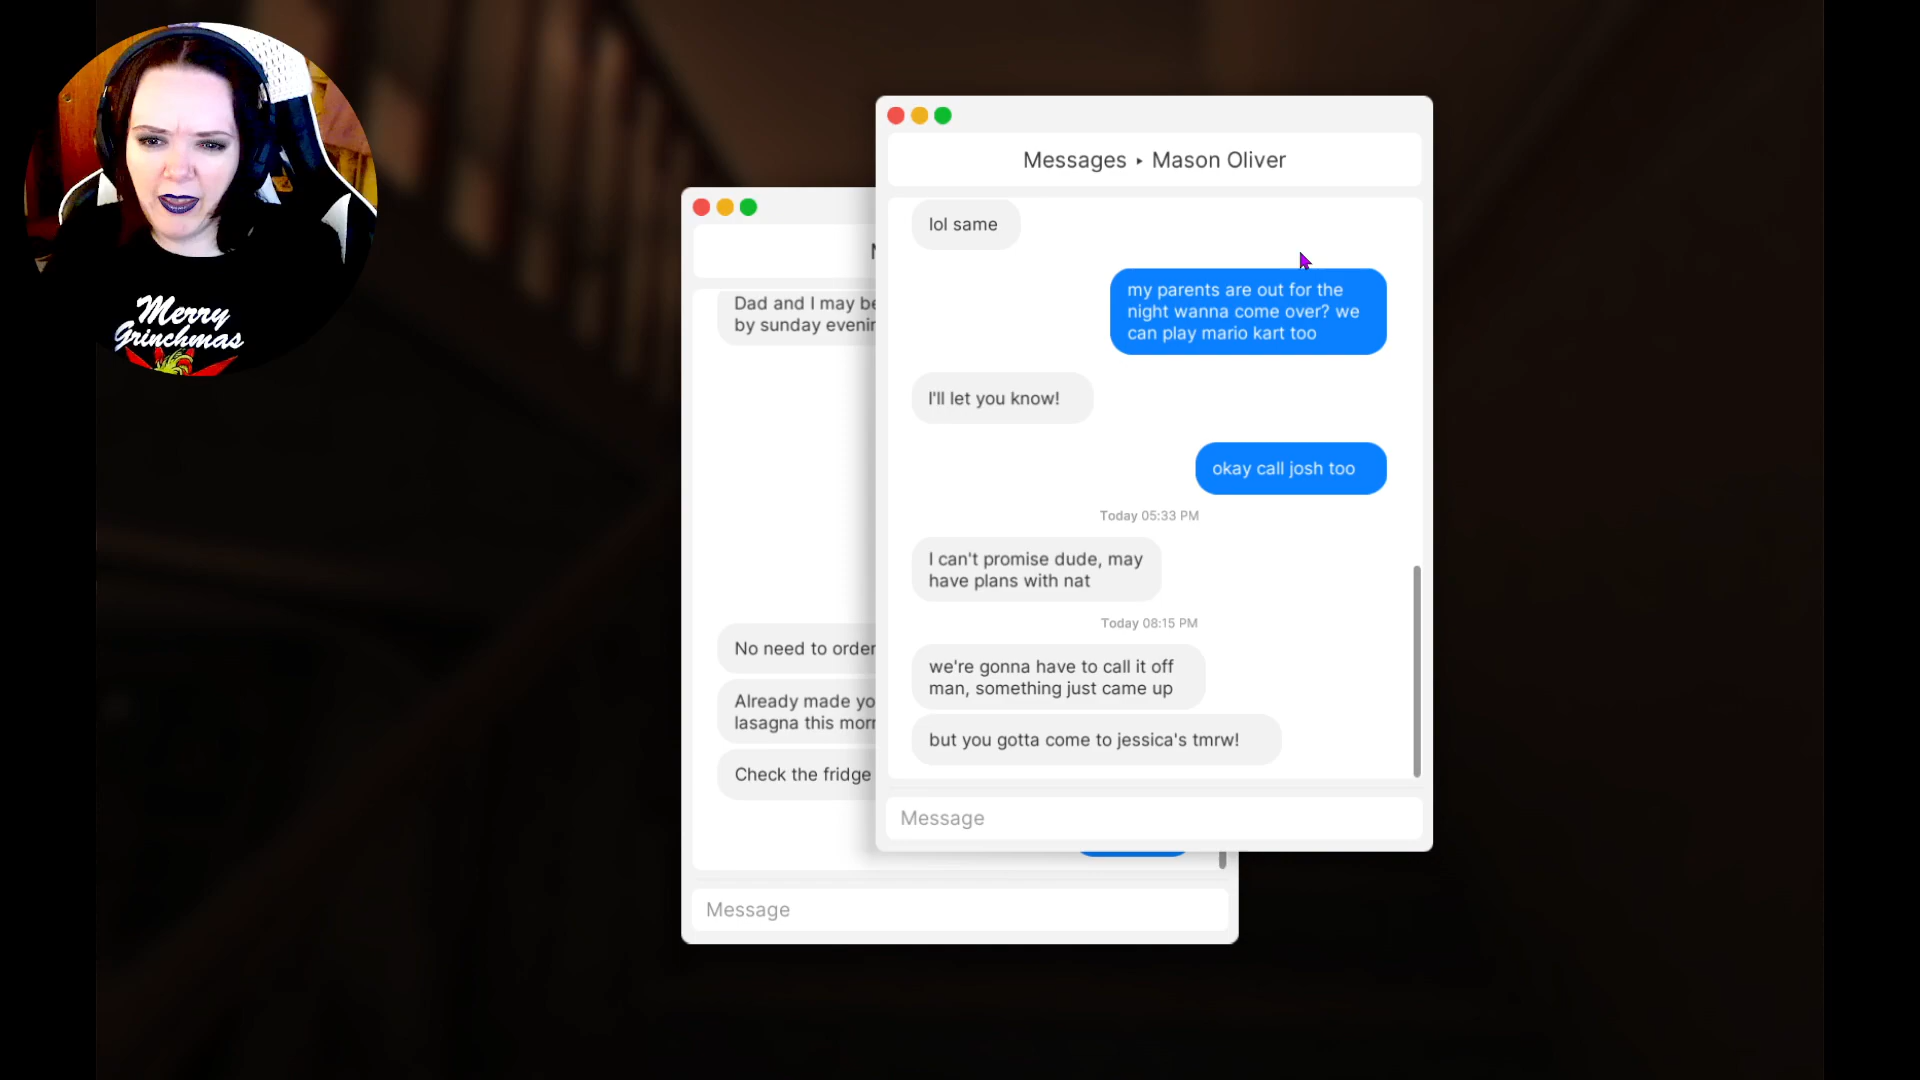 Merry
Grinchmas
Messages ▸ Mason Oliver
lol same
my parents are out for the
night wanna come over? we
can play mario kart too
I'll let you know!
okay call josh too
Today 05:33 PM
I can't promise dude, may
have plans with nat
Today 08:15 PM
we're gonna have to call it off
man, something just came up
but you gotta come to jessica's tmrw!
Message
Dad and I may be
by sunday
No need to order
Already made
lasagna this
Check the fridge
Message